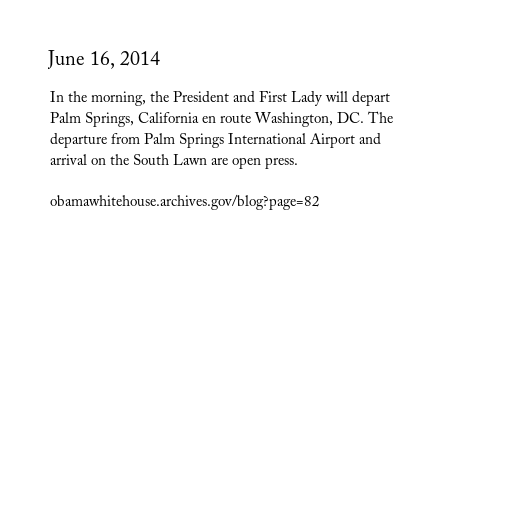 June 16, 2014
In the morning, the President and First Lady will depart
Palm Springs, California en route Washington, DC. The
departure from Palm Springs International Airport and
arrival on the South Lawn are open press.
obamawhitehouse.archives.gov/blog?page=82